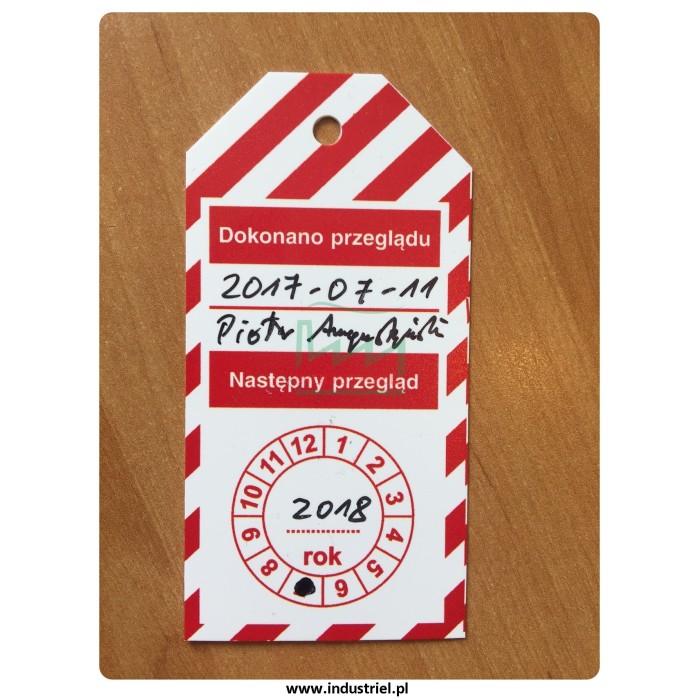 Dokonano przeglądu
2017-07-11
Piotr
Następny przegląd
12 1 2 3 4 5 6 8 9 10 11
2018
rok
www.industriel.pl